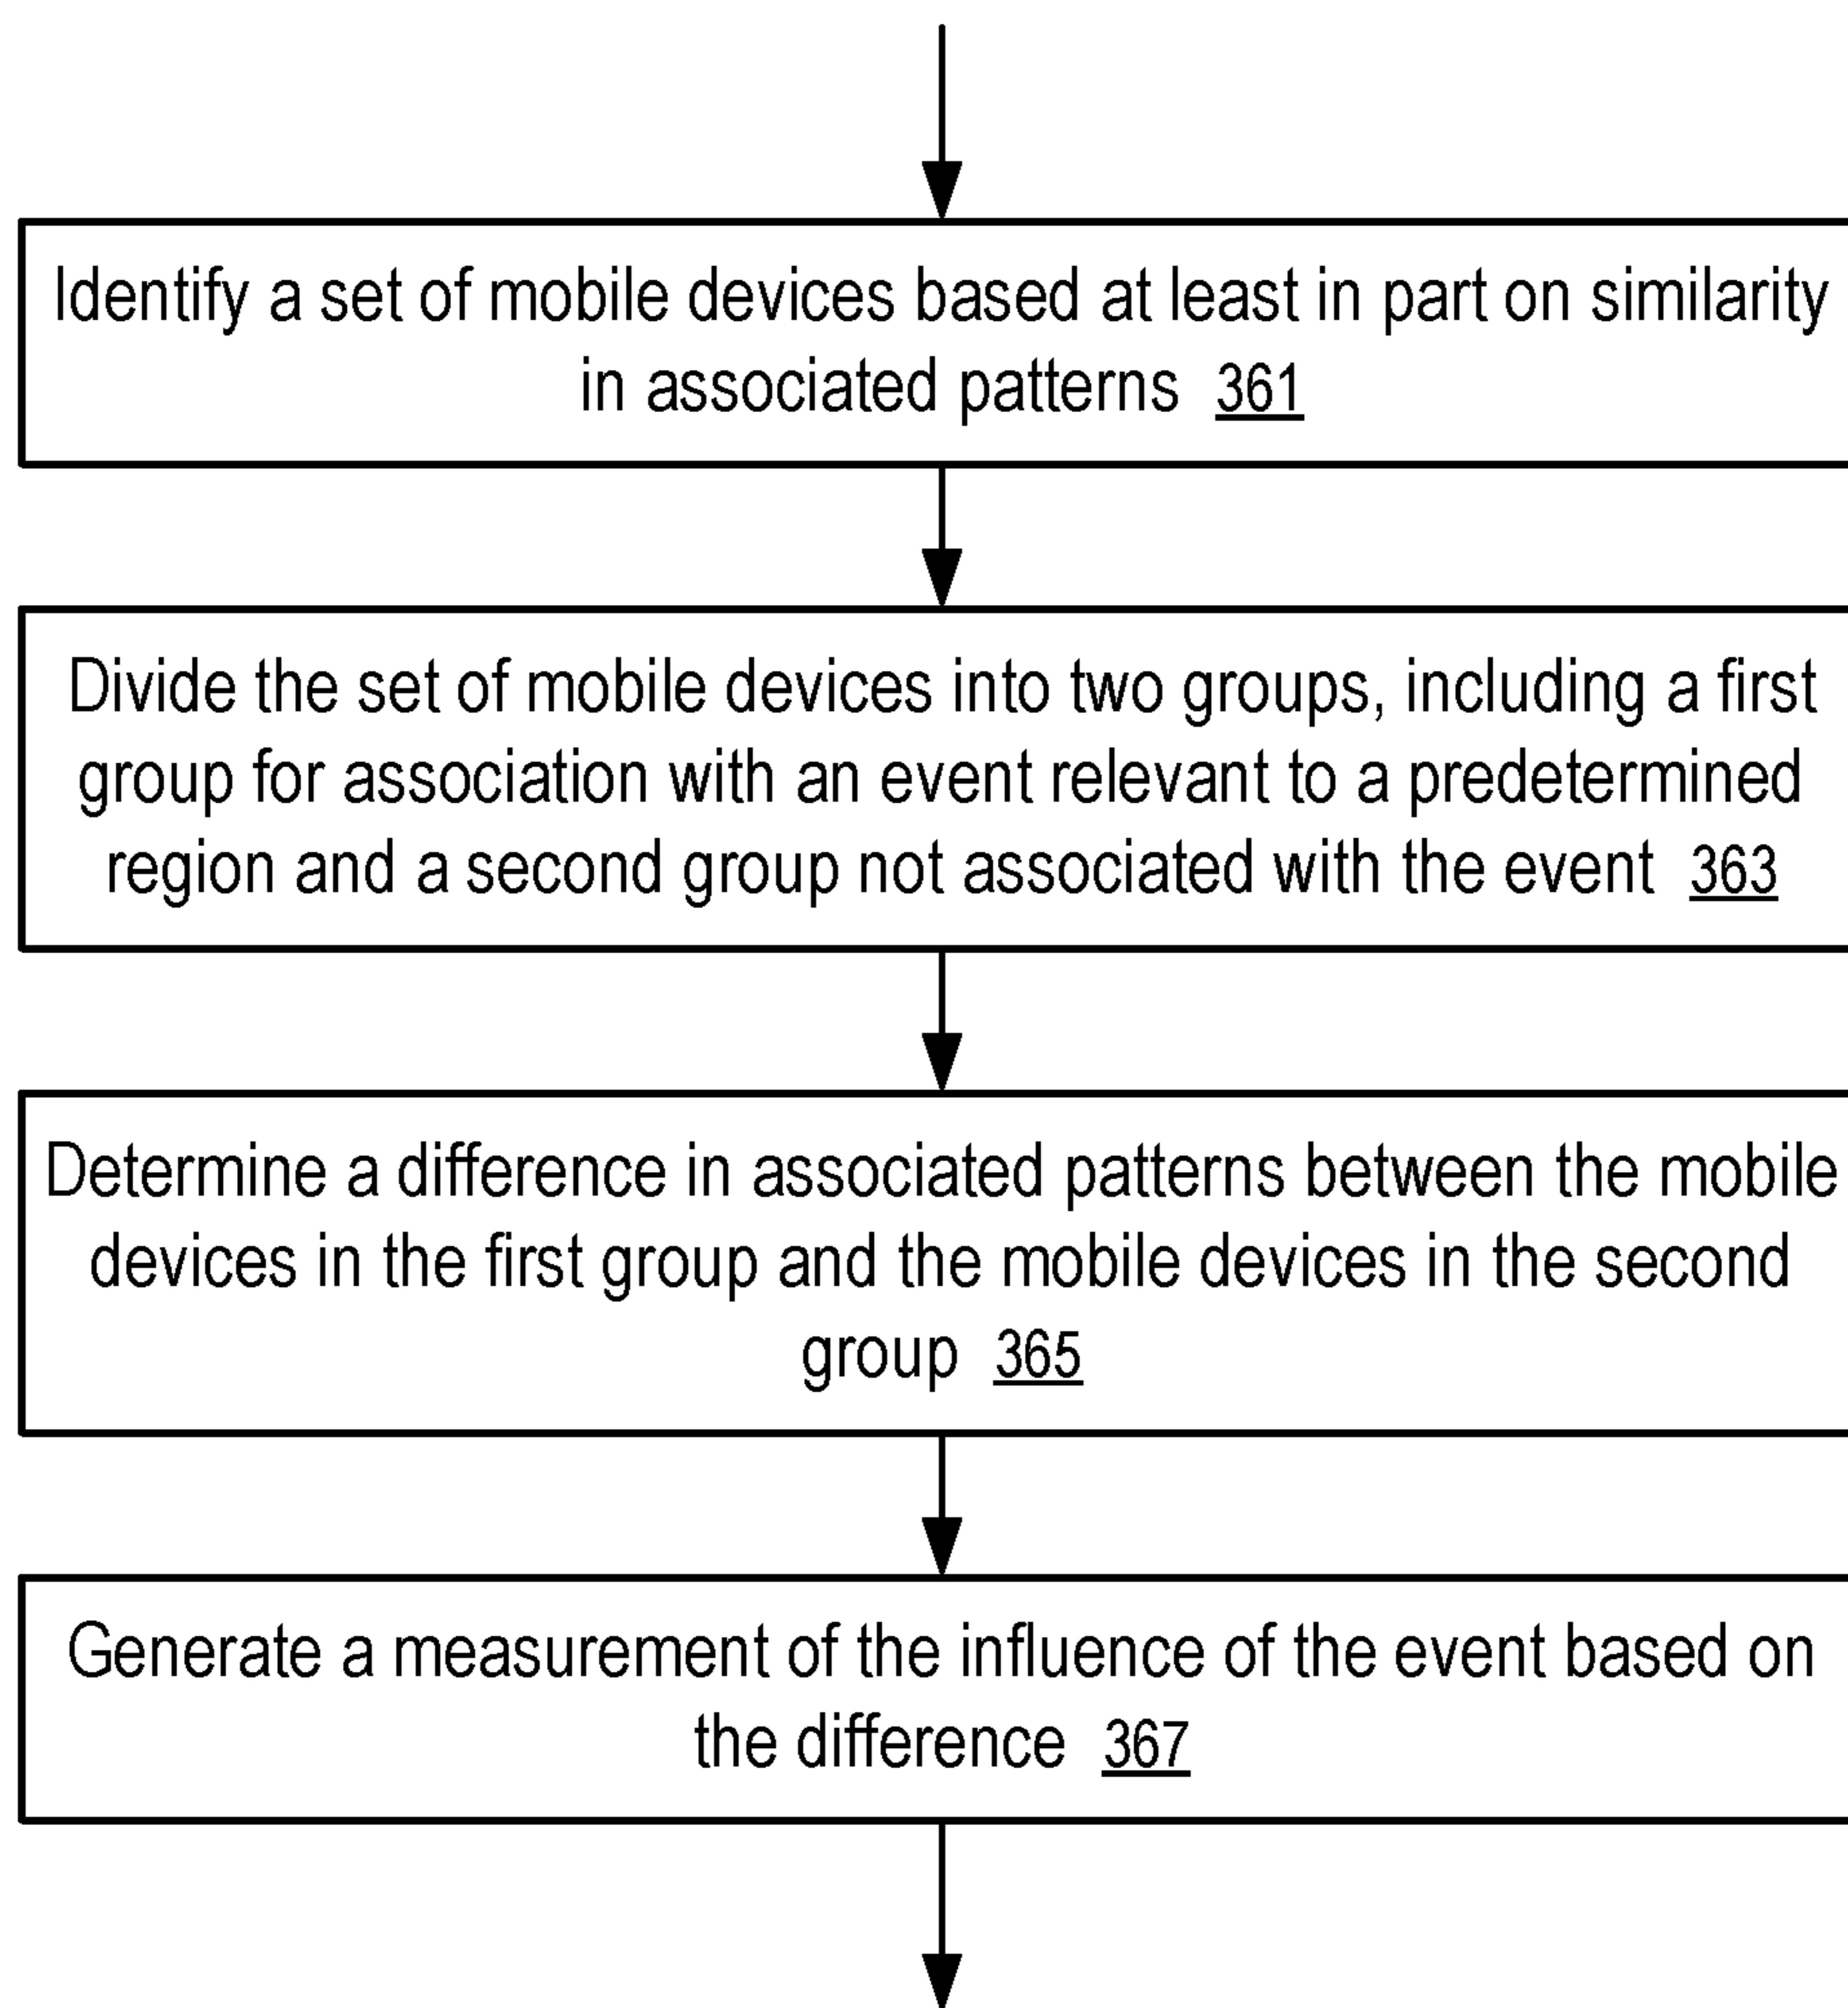 Identify a set of mobile devices based at least in part on similarity
in associated patterns 361
Divide the set of mobile devices into two groups, including a first
group for association with an event relevant to a predetermined
region and a second group not associated with the event 363
Determine a difference in associated patterns between the mobile
devices in the first group and the mobile devices in the second
group 365
Generate a measurement of the influence of the event based on
the difference 367